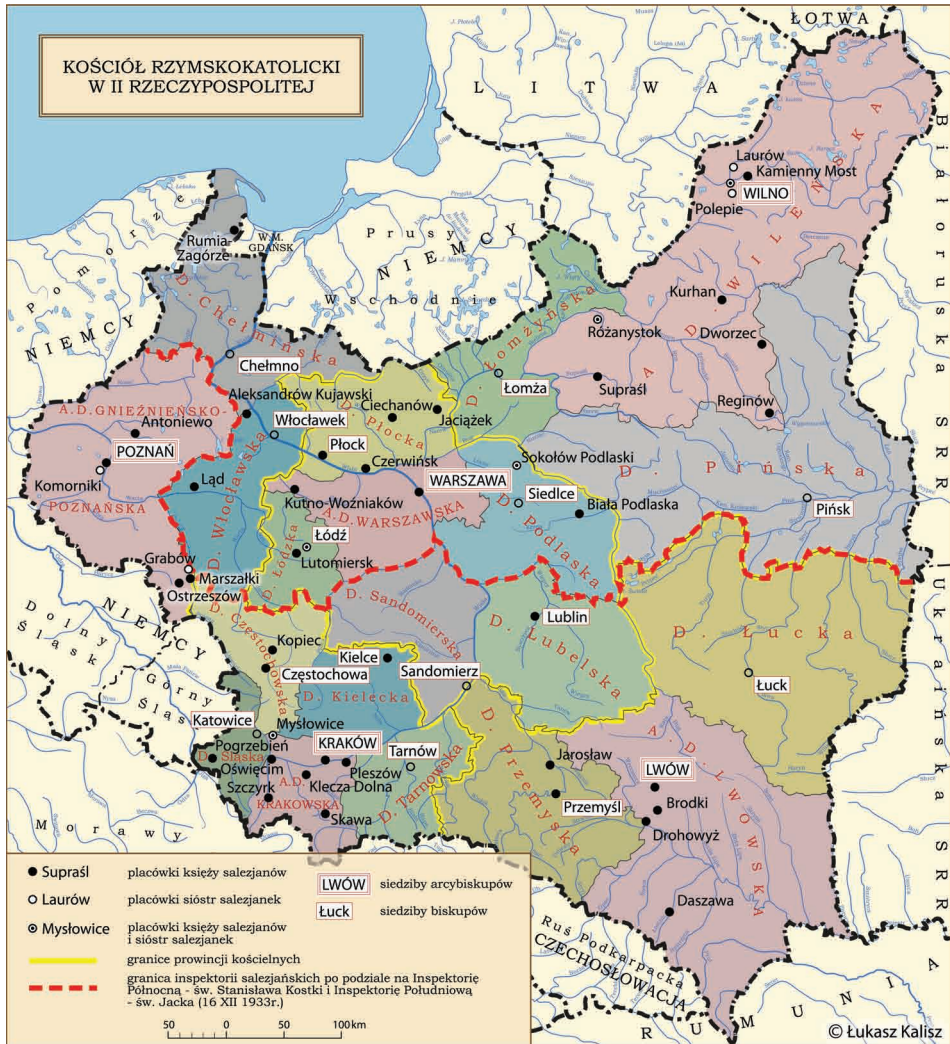 KOŚCIÓŁ RZYMSKOKATOLICKI
W II RZECZYPOSPOLITEJ
ŁOTWA
LITWA
Białoruska SRR
Pomorze
NIEMCY
W.M.
GDAŃSK
Prusy
NIEMCY
Wschodnie
Rumia-
Zagórze
D. Chełmińska
Chełmno
Laurów
Kamienny Most
WILNO
Polepie
A. D. WILEŃSKA
Kurhan
Dworzec
Różanystok
Supraśl
Reginów
D. Łomżyńska
Łomża
A.D.GNIEŹNIEŃSKO-
POZNAŃSKA
Antoniewo
POZNAŃ
Komorniki
Aleksandrów Kujawski
Włocławek
D. Włocławska
Ląd
Ciechanów
Jaciążek
D. Płocka
Płock
Czerwińsk
WARSZAWA
Kutno-Woźniaków
A.D. WARSZAWSKA
Łódź
Lutomiersk
D. Łódzka
Sokołów Podlaski
Siedlce
Biała Podlaska
D. Podlaska
D. Pińska
Pińsk
Grabów
Marszałki
Ostrzeszów
NIEMCY
Dolny
Śląsk
Górny
Śląsk
D. Częstochowska
Kopiec
Częstochowa
D. Sandomierska
Kielce
D. Kielecka
Sandomierz
Lublin
D. Lubelska
D. Łucka
Łuck
Katowice
Mysłowice
Pogrzebień
D. Śląska
Oświęcim
Szczyrk
KRAKÓW
Pleszów
A.D.
KRAKOWSKA
Klecza Dolna
Skawa
Tarnów
D. Tarnowska
D. Przemyska
Jarosław
Przemyśl
A. D. LWOWSKA
LWÓW
Brodki
Drohowyż
Daszawa
Morawy
Ruś Podkarpacka
CZECHOSŁOWACJA
RUMUNIA
SRR
Supraśl placówki księży salezjanów
Laurów placówki sióstr salezjanek
Mysłowice placówki księży salezjanów
i sióstr salezjanek
LWÓW siedziby arcybiskupów
Łuck siedziby biskupów
granice prowincji kościelnych
granica inspektorii salezjańskich po podziale na Inspektorię
Północną - św. Stanisława Kostki i Inspektorię Południową
- św. Jacka (16 XII 1933r.)
50 0 50 100km
© Łukasz Kalisz